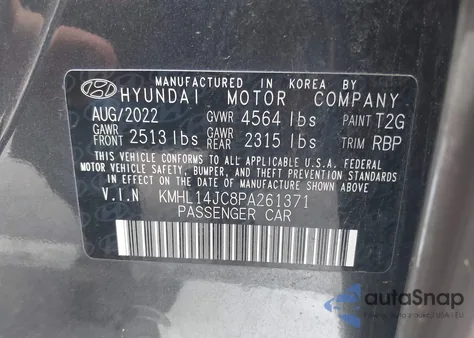 MANUFACTURED IN KOREA BY
HYUNDAI MOTOR COMPANY
AUG/2022 GVWR 4564 lbs PAINT T2G
GAWR FRONT 2513 lbs GAWR REAR 2315 lbs TRIM RBP
THIS VEHICLE CONFORMS TO ALL APPLICABLE U.S.A. FEDERAL
MOTOR VEHICLE SAFETY, BUMPER, AND THEFT PREVENTION
STANDARDS IN EFFECT ON THE DATE OF MANUFACTURE SHOWN ABOVE.
V.I.N KMHL14JC8PA261371
PASSENGER CAR
autoSnap